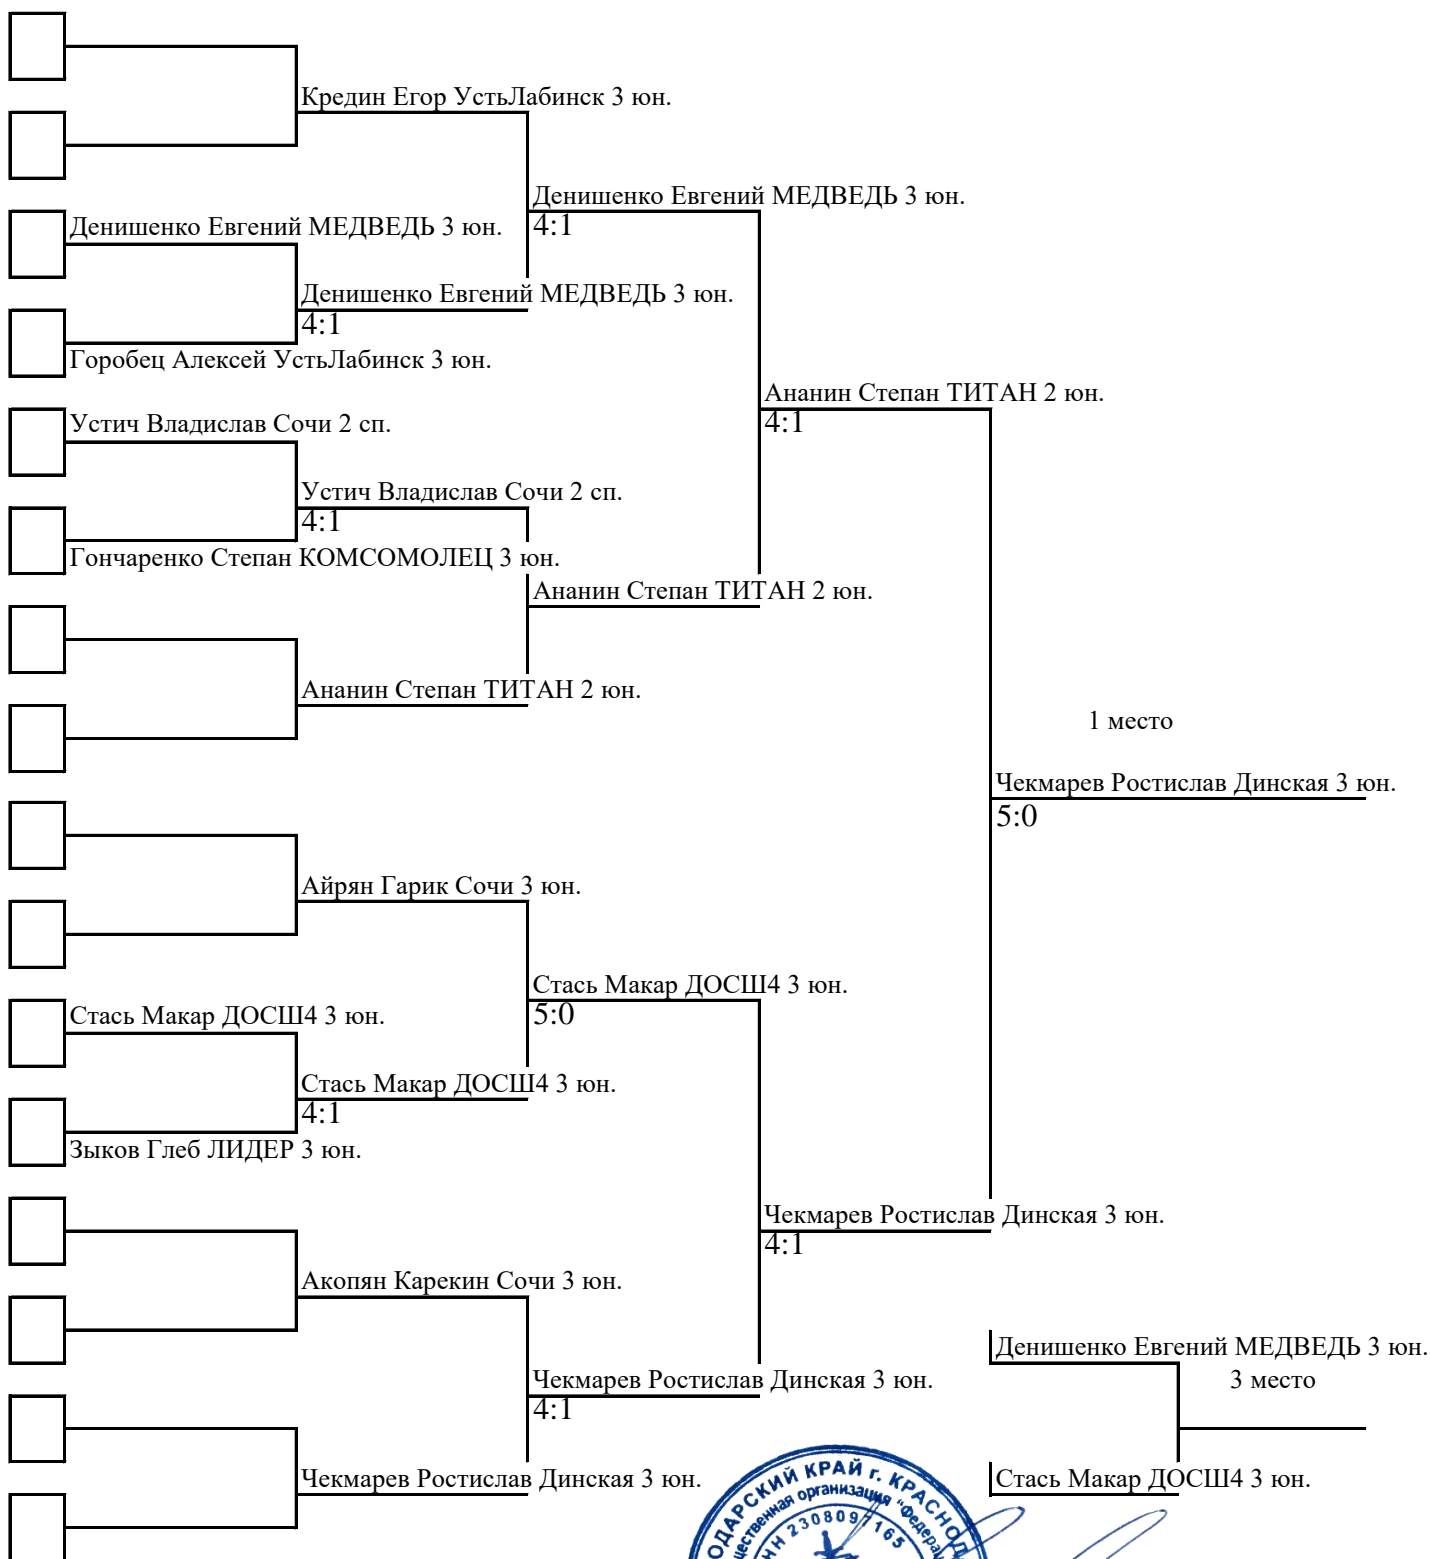 Кредин Егор УстьЛабинск 3 юн.
Денишенко Евгений МЕДВЕДЬ 3 юн.
4:1
Денишенко Евгений МЕДВЕДЬ 3 юн.
Денишенко Евгений МЕДВЕДЬ 3 юн.
4:1
Горобец Алексей УстьЛабинск 3 юн.
Ананин Степан ТИТАН 2 юн.
4:1
Устич Владислав Сочи 2 сп.
Устич Владислав Сочи 2 сп.
4:1
Гончаренко Степан КОМСОМОЛЕЦ 3 юн.
Ананин Степан ТИТАН 2 юн.
Ананин Степан ТИТАН 2 юн.
1 место
Чекмарев Ростислав Динская 3 юн.
5:0
Айрян Гарик Сочи 3 юн.
Стась Макар ДОСШ4 3 юн.
5:0
Стась Макар ДОСШ4 3 юн.
Стась Макар ДОСШ4 3 юн.
4:1
Зыков Глеб ЛИДЕР 3 юн.
Чекмарев Ростислав Динская 3 юн.
4:1
Акопян Карекин Сочи 3 юн.
Денишенко Евгений МЕДВЕДЬ 3 юн.
3 место
Чекмарев Ростислав Динская 3 юн.
4:1
Чекмарев Ростислав Динская 3 юн.
Стась Макар ДОСШ4 3 юн.
КРАЙ г.
организация
2308097165